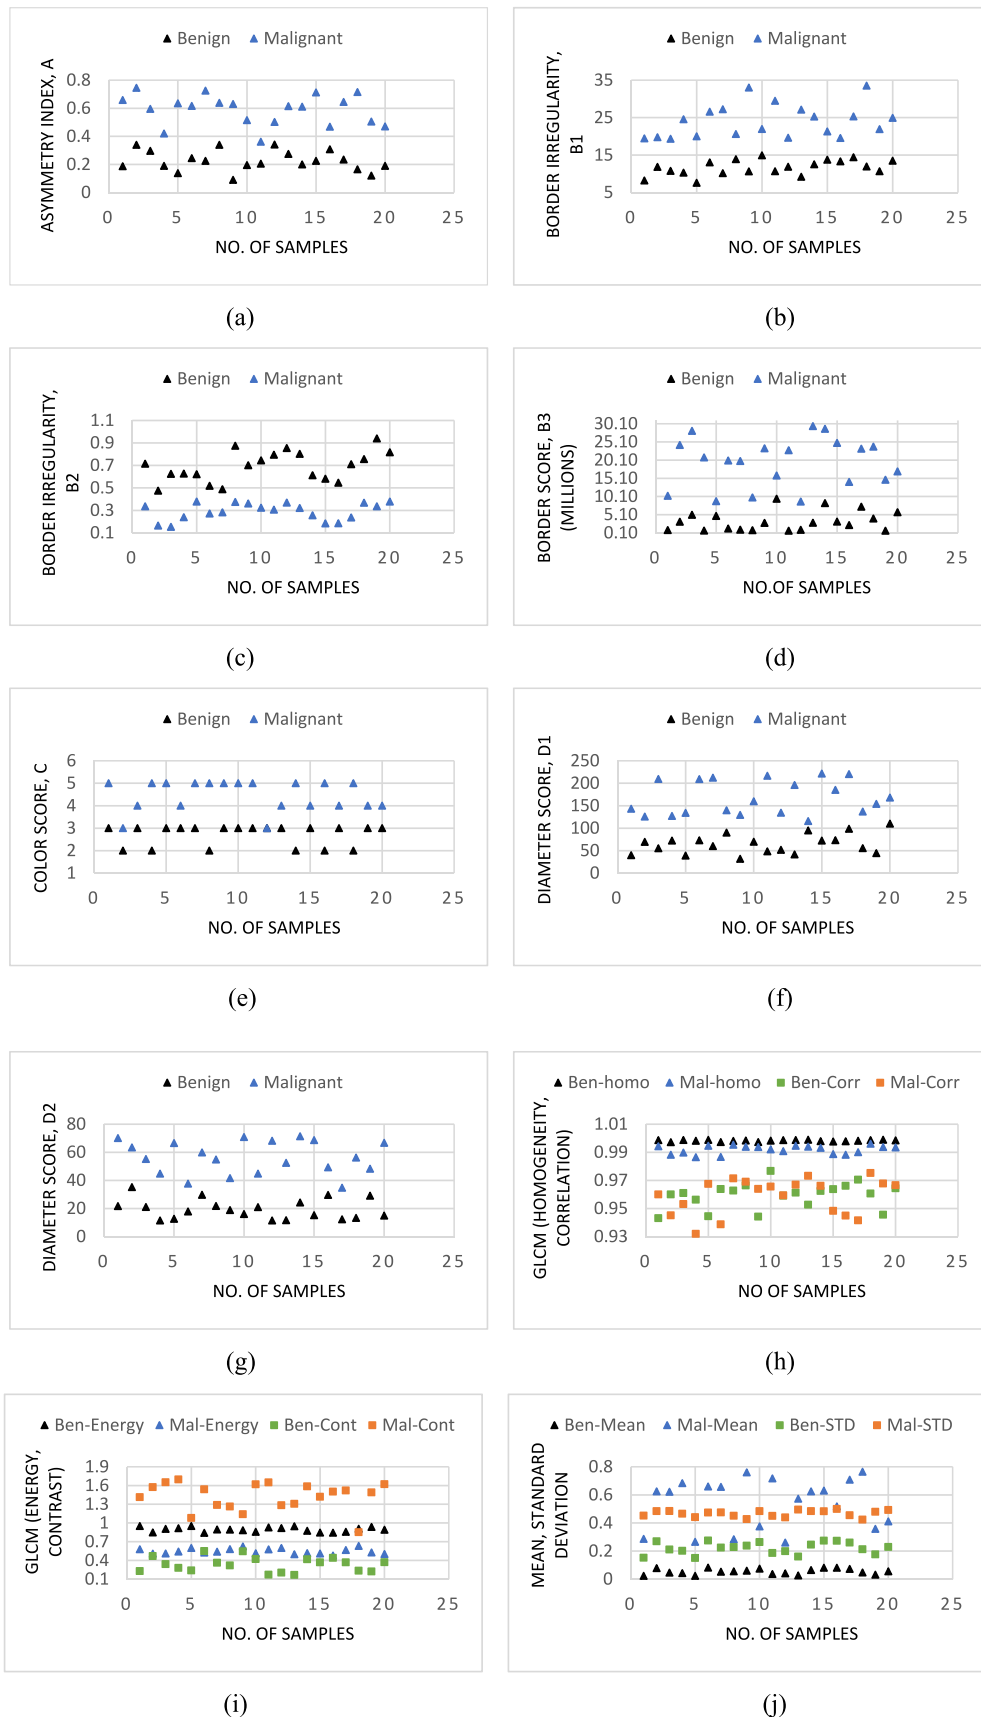 Benign Malignant
ASYMMETRY INDEX, A
0.8
0.6
0.4
0.2
0
0 5 10 15 20 25
NO. OF SAMPLES
(a)
Benign Malignant
BORDER IRREGULARITY, B1
35
25
15
5
0 5 10 15 20 25
NO. OF SAMPLES
(b)
Benign Malignant
BORDER IRREGULARITY, B2
1.1
0.9
0.7
0.5
0.3
0.1
0 5 10 15 20 25
NO. OF SAMPLES
(c)
Benign Malignant
BORDER SCORE, B3 (MILLIONS)
30.10
25.10
20.10
15.10
10.10
5.10
0.10
0 5 10 15 20 25
NO.OF SAMPLES
(d)
Benign Malignant
COLOR SCORE, C
6
5
4
3
2
1
0 5 10 15 20 25
NO. OF SAMPLES
(e)
Benign Malignant
DIAMETER SCORE, D1
250
200
150
100
50
0
0 5 10 15 20 25
NO. OF SAMPLES
(f)
Benign Malignant
DIAMETER SCORE, D2
80
60
40
20
0
0 5 10 15 20 25
NO. OF SAMPLES
(g)
Ben-homo Mal-homo Ben-Corr Mal-Corr
GLCM (HOMOGENEITY, CORRELATION)
1.01
0.99
0.97
0.95
0.93
0 5 10 15 20 25
NO OF SAMPLES
(h)
Ben-Energy Mal-Energy Ben-Cont Mal-Cont
GLCM (ENERGY, CONTRAST)
1.9
1.6
1.3
1
0.7
0.4
0.1
0 5 10 15 20 25
NO. OF SAMPLES
(i)
Ben-Mean Mal-Mean Ben-STD Mal-STD
MEAN, STANDARD DEVIATION
0.8
0.6
0.4
0.2
0
0 5 10 15 20 25
NO. OF SAMPLES
(j)